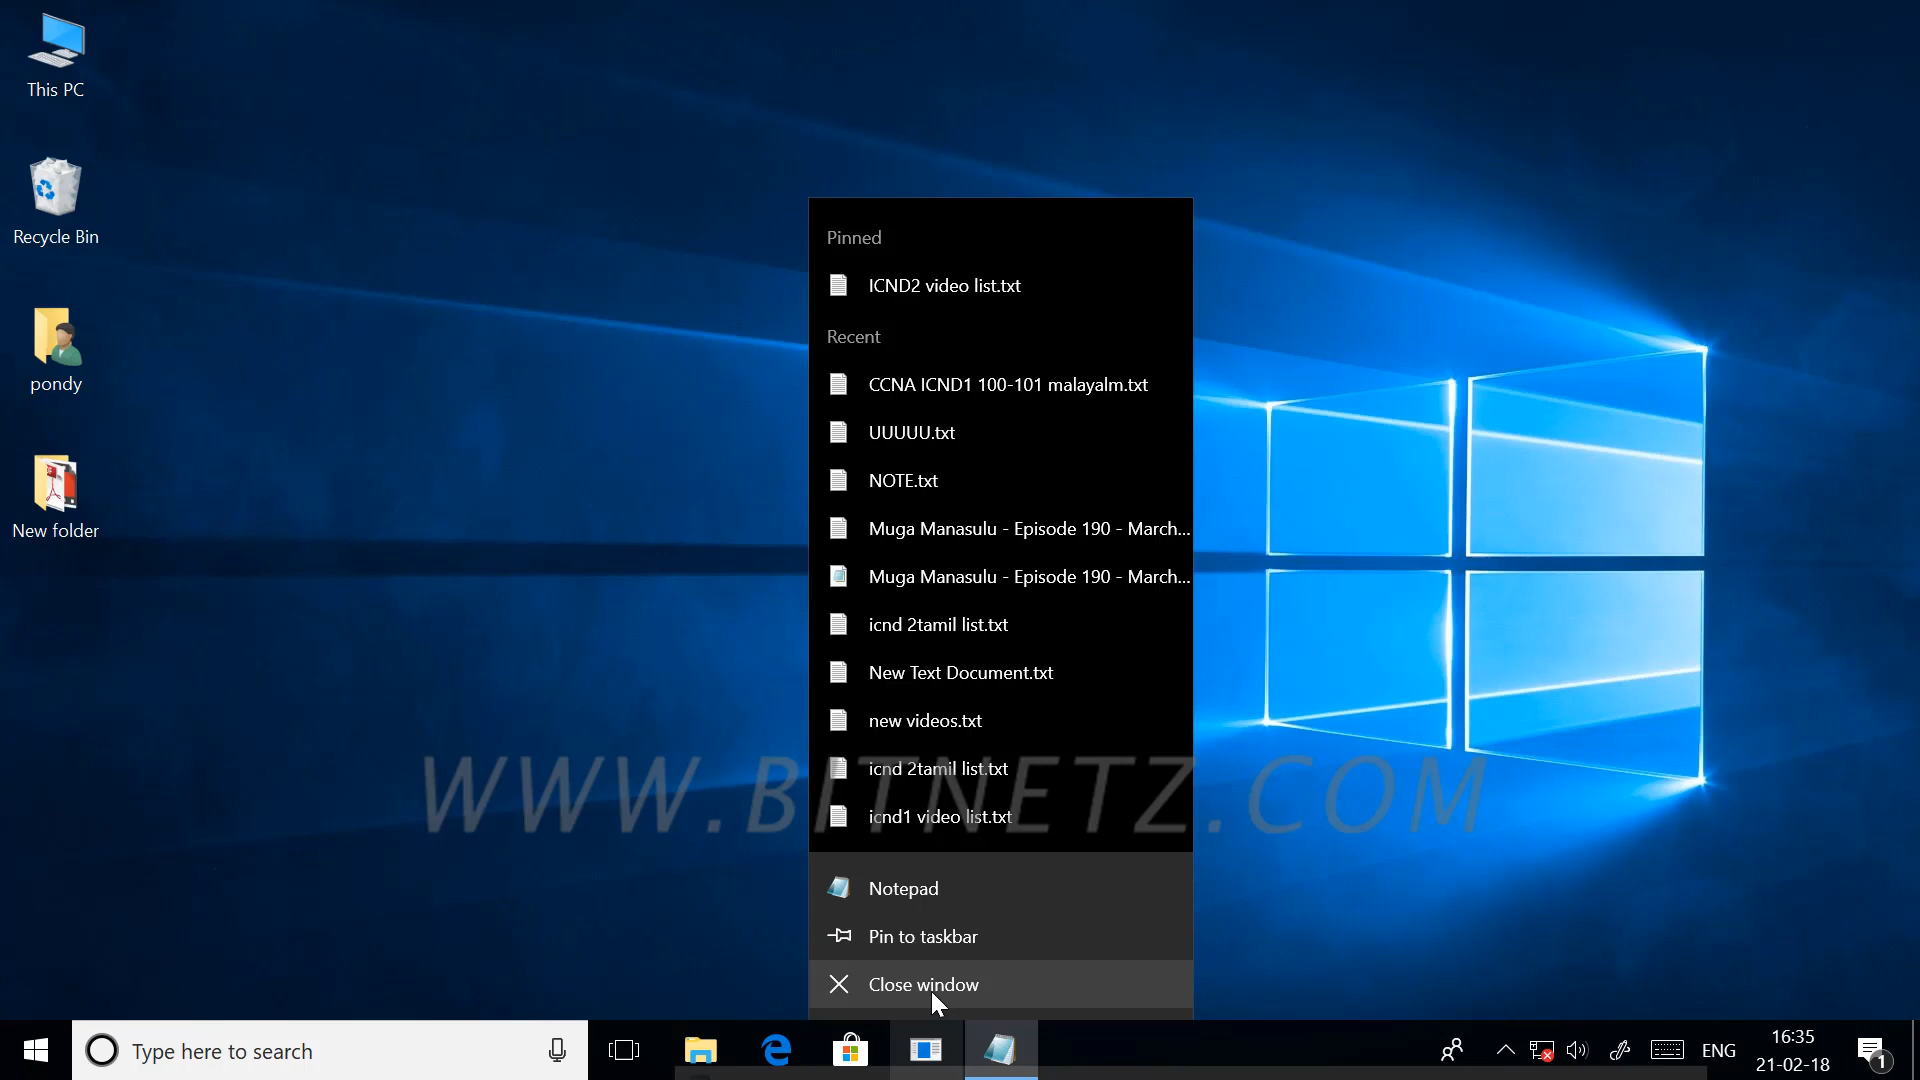 This PC
Recycle Bin
pondy
New folder
Pinned
ICND2 video list.txt
Recent
CCNA ICND1 100-101 malayalm.txt
UUUUU.txt
NOTE.txt
Muga Manasulu - Episode 190 - March...
Muga Manasulu - Episode 190 - March...
icnd 2tamil list.txt
New Text Document.txt
new videos.txt
icnd 2tamil list.txt
icnd1 video list.txt
WWW.BITNETZ.COM
Notepad
Pin to taskbar
Close window
Type here to search
ENG
16:35
21-02-18
1